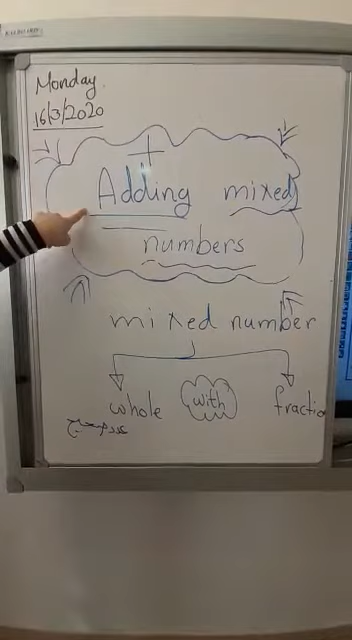 Monday
16/3/2020
+
Adding mixed
numbers
mixed number
whole with fractio
عدد صحيح